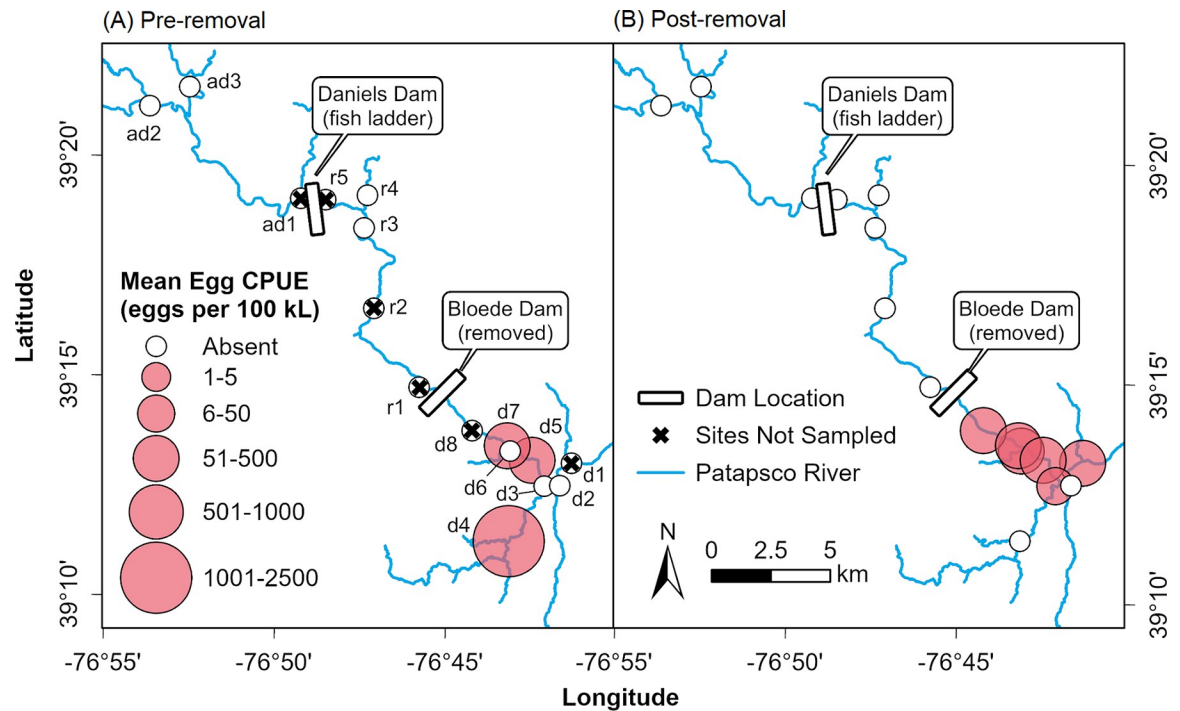 (A) Pre-removal
(B) Post-removal
ad3
ad2
Daniels Dam
(fish ladder)
r5
r4
ad1
r3
r2
Bloede Dam
(removed)
r1
d8
d7
d5
d6
d1
d3
d2
d4
Mean Egg CPUE
(eggs per 100 kL)
Absent
1-5
6-50
51-500
501-1000
1001-2500
Daniels Dam
(fish ladder)
Bloede Dam
(removed)
Dam Location
Sites Not Sampled
Patapsco River
N
0 2.5 5
km
Latitude
39°20'
39°15'
39°10'
39°20'
39°15'
39°10'
-76°55' -76°50' -76°45' -76°55' -76°50' -76°45'
Longitude